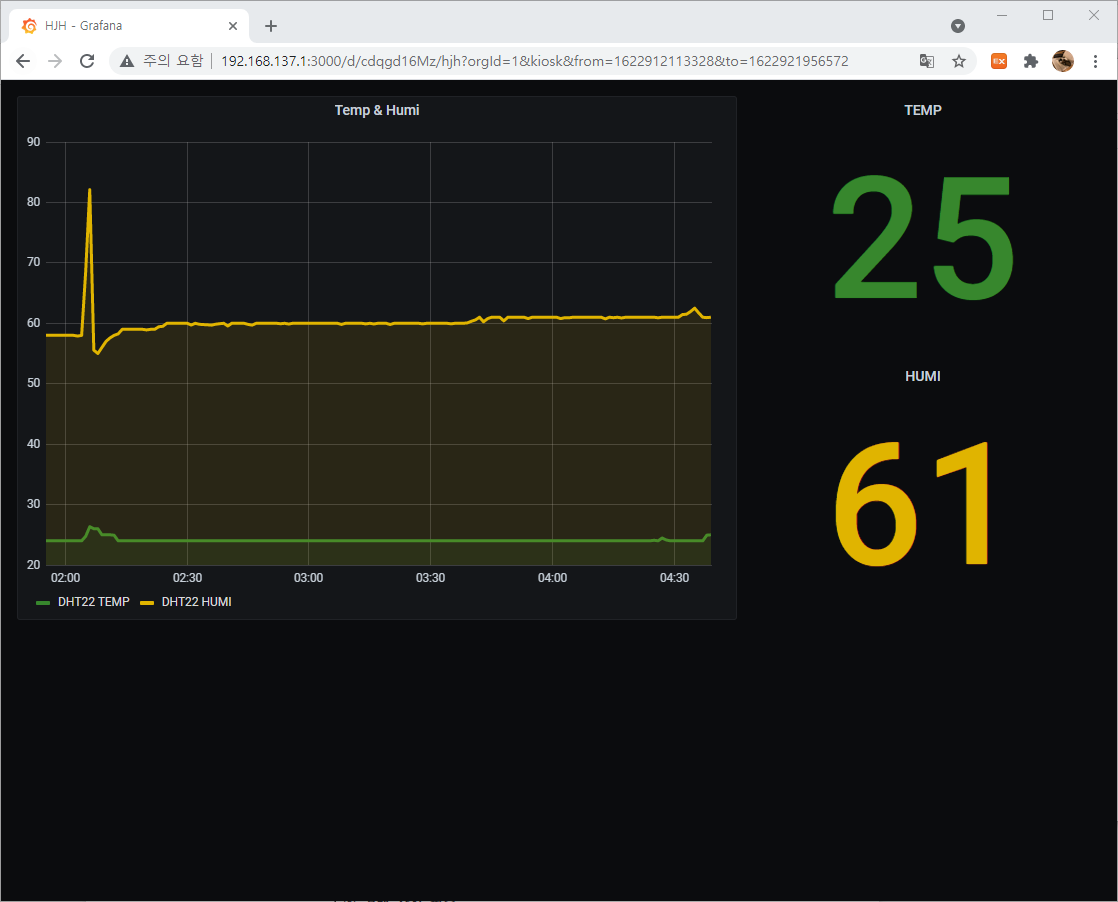 HJH - Grafana
주의 요함 192.168.137.1:3000/d/cdqgd16Mz/hjh?orgId=1&kiosk&from=1622912113328&to=1622921956572
Temp & Humi
90
80
70
60
50
40
30
20
02:00 02:30 03:00 03:30 04:00 04:30
DHT22 TEMP DHT22 HUMI
TEMP
25
HUMI
61